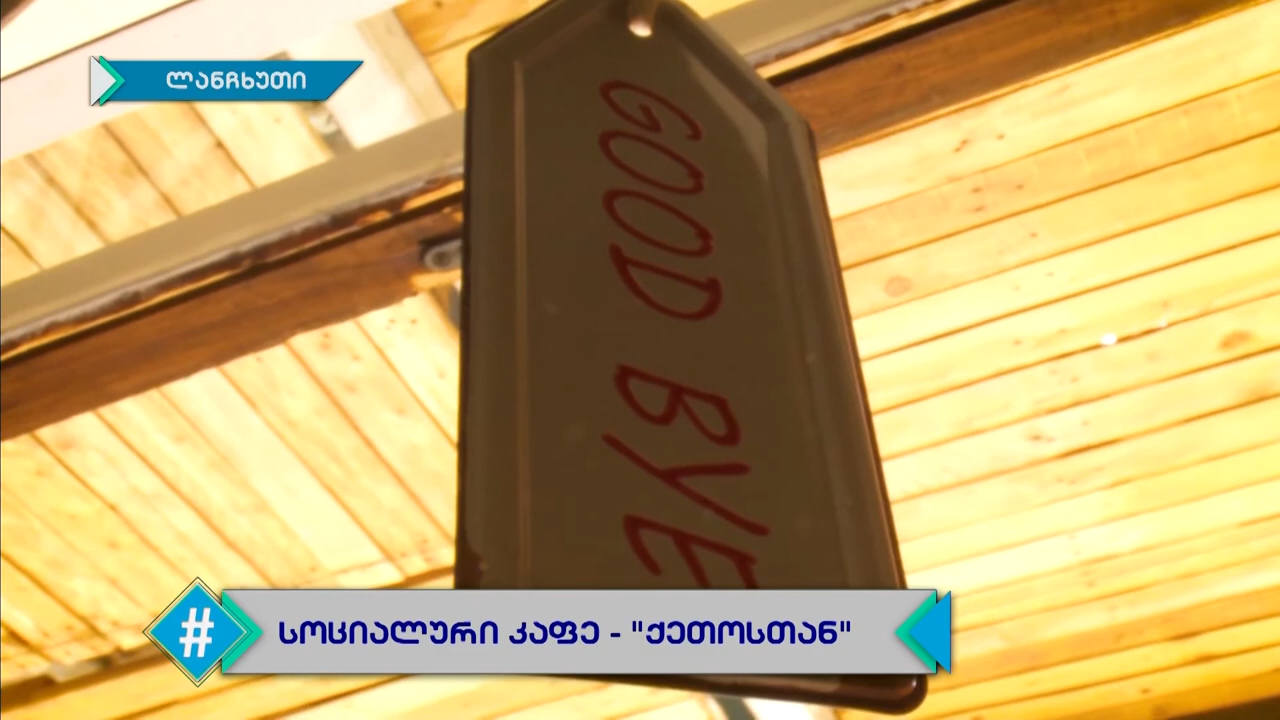 ᲚᲐᲜᲩᲮᲣᲗᲘ
GOOD BYE
#
ᲡᲝᲪᲘᲐᲚᲣᲠᲘ ᲙᲐᲤᲔ - "ᲥᲔᲗᲝᲡᲗᲐᲜ"